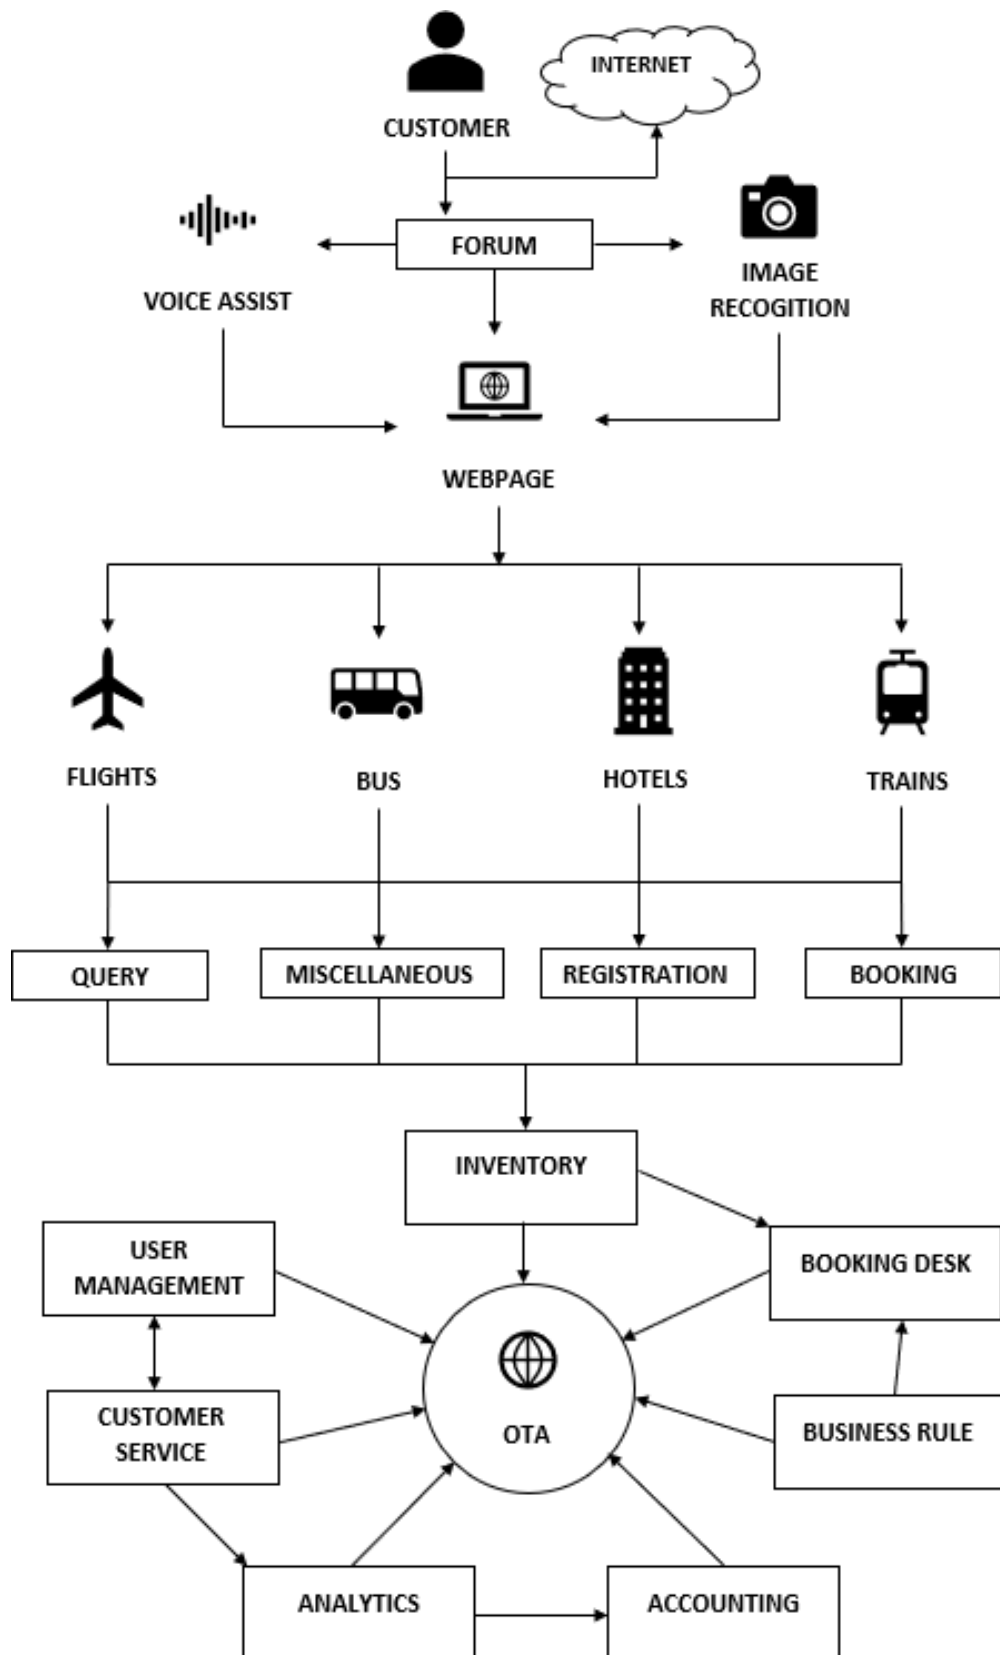 INTERNET
CUSTOMER
FORUM
VOICE ASSIST
IMAGE
RECOGITION
WEBPAGE
FLIGHTS
BUS
HOTELS
TRAINS
QUERY
MISCELLANEOUS
REGISTRATION
BOOKING
INVENTORY
USER
MANAGEMENT
BOOKING DESK
CUSTOMER
SERVICE
OTA
BUSINESS RULE
ANALYTICS
ACCOUNTING